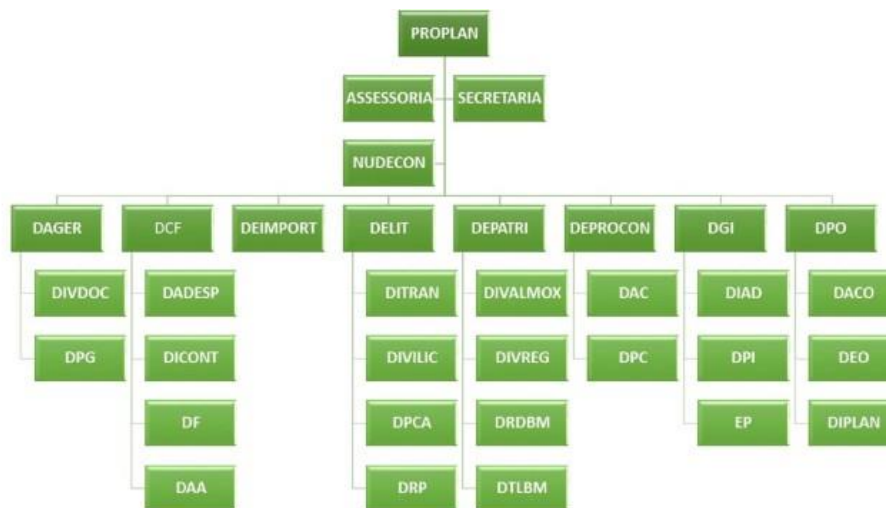 PROPLAN
ASSESSORIA SECRETARIA
NUDECON
DAGER DCF DEIMPORT DELIT DEPATRI DEPROCON DGI DPO
DIVDOC DADESP DITRAN DIVALMOX DAC DIAD DACO
DPG DICONT DIVILIC DIVREG DPC DPI DEO
DF DPCA DRDBM EP DIPLAN
DAA DRP DTLBM